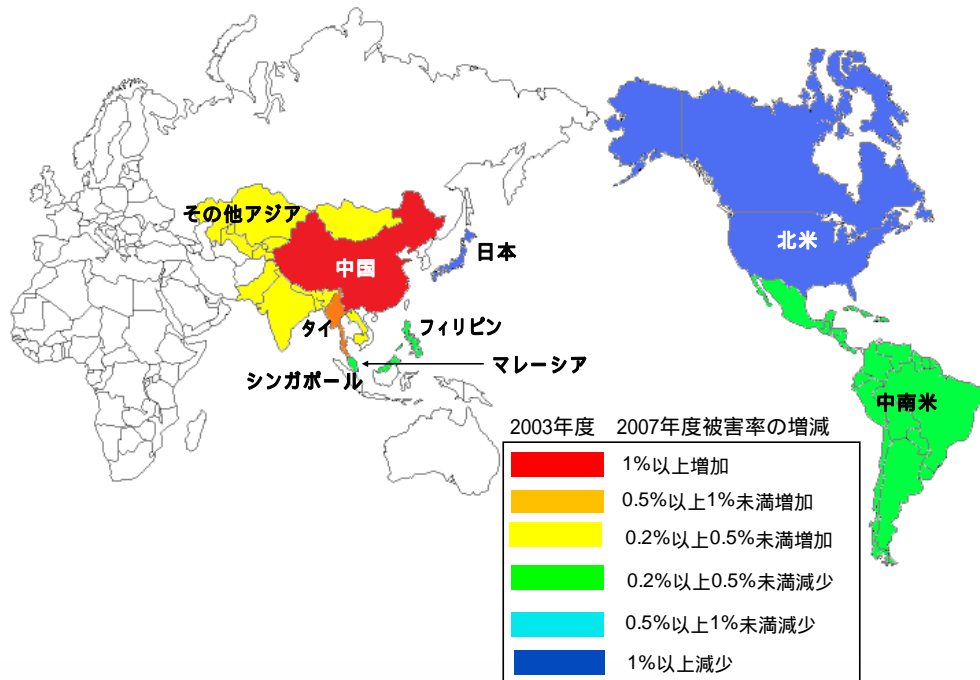 その他アジア
中国
日本
北米
タイ
フィリピン
マレーシア
シンガポール
中南米
2003年度 2007年度被害率の増減
1%以上増加
0.5%以上1%未満増加
0.2%以上0.5%未満増加
0.2%以上0.5%未満減少
0.5%以上1%未満減少
1%以上減少